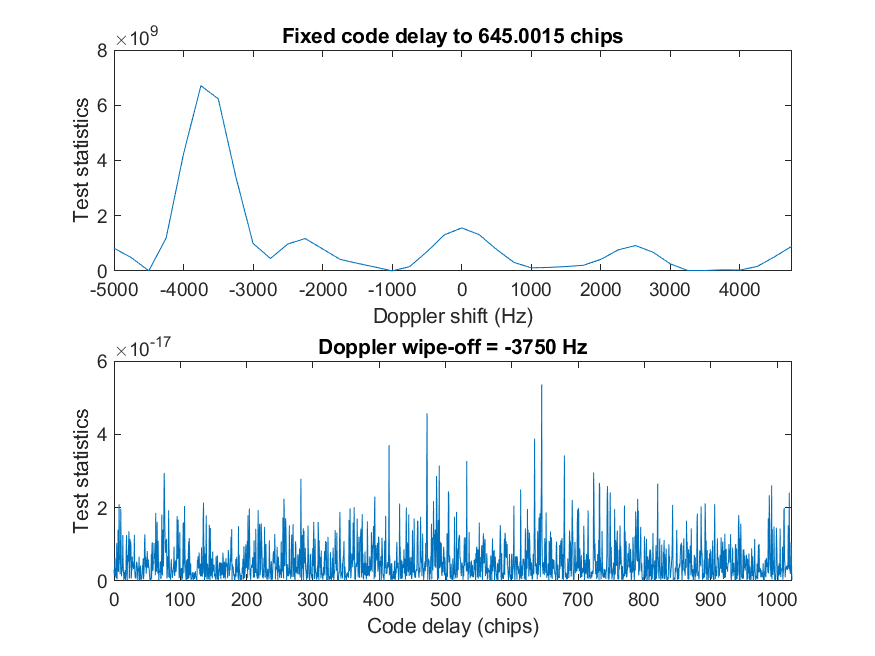 ×10^9
Fixed code delay to 645.0015 chips
8
6
4
2
0
Test statistics
-5000 -4000 -3000 -2000 -1000 0 1000 2000 3000 4000
Doppler shift (Hz)
×10^-17
Doppler wipe-off = -3750 Hz
6
4
2
0
Test statistics
0 100 200 300 400 500 600 700 800 900 1000
Code delay (chips)